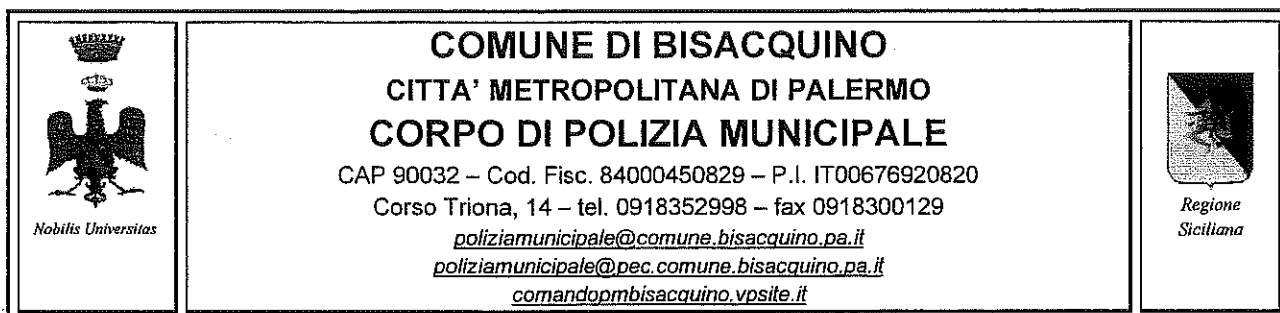 COMUNE DI BISACQUINO
CITTA' METROPOLITANA DI PALERMO
CORPO DI POLIZIA MUNICIPALE
CAP 90032 – Cod. Fisc. 84000450829 – P.I. IT00676920820
Corso Triona, 14 – tel. 0918352998 – fax 0918300129
poliziamunicipale@comune.bisacquino.pa.it
poliziamunicipale@pec.comune.bisacquino.pa.it
comandopmbisacquino.vpsite.it
Nobilis Universitas
Regione
Siciliana